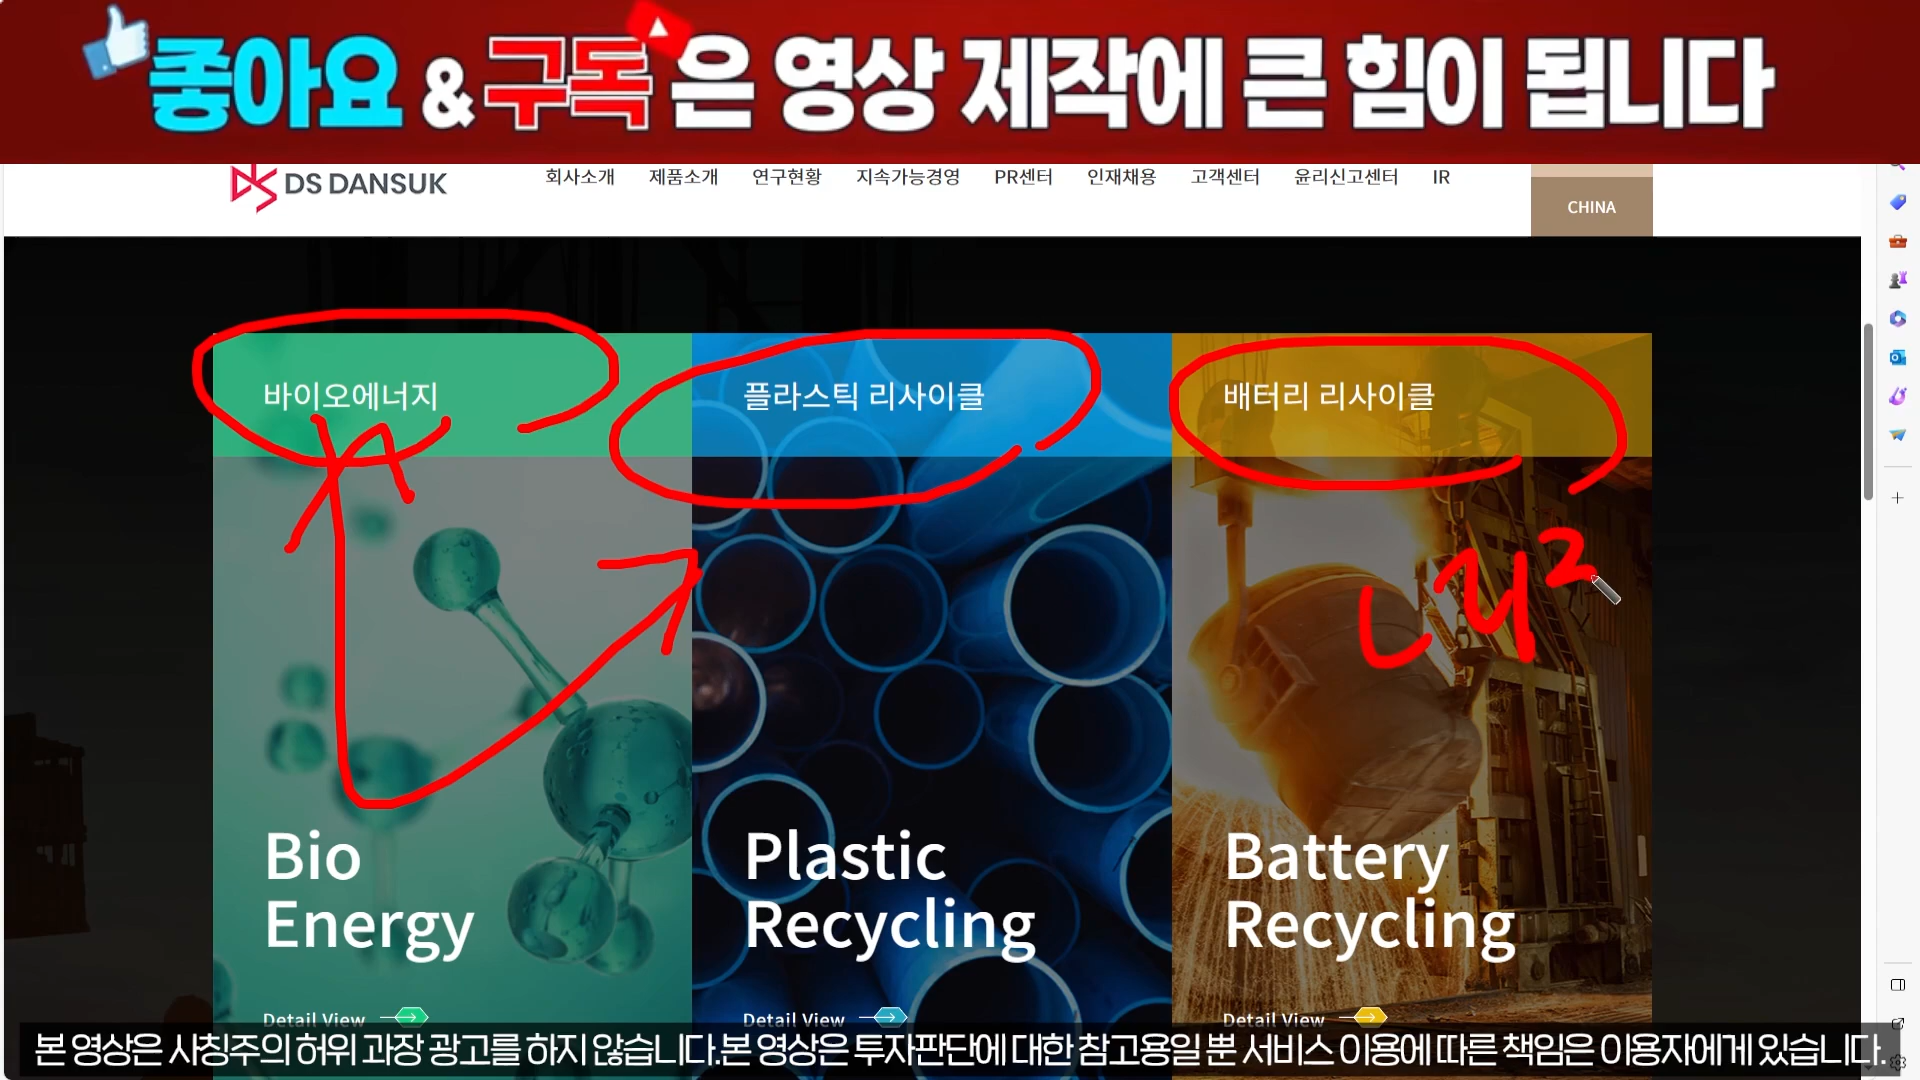 좋아요 & 구독은 영상 제작에 큰 힘이 됩니다
DS DANSUK 회사소개 제품소개 연구현황 지속가능경영 PR센터 인재채용 고객센터 윤리신고센터 IR
CHINA
바이오에너지 플라스틱 리사이클 배터리 리사이클
Bio Energy
Plastic Recycling
Battery Recycling
Detail View Detail View Detail View
본 영상은 사칭주의 허위 과장 광고를 하지 않습니다.본 영상은 투자판단에 대한 참고용일 뿐 서비스 이용에 따른 책임은 이용자에게 있습니다.